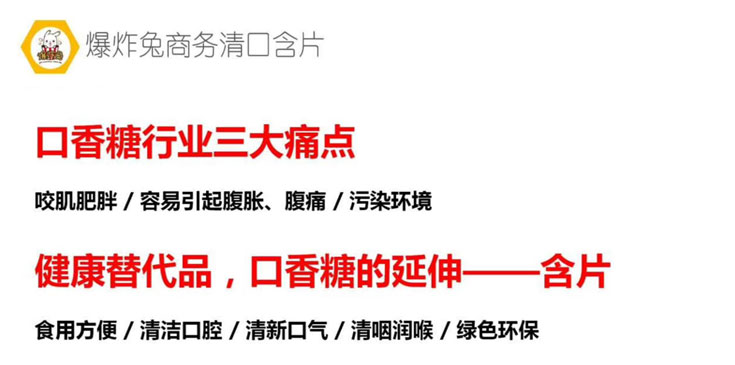 爆炸兔商务清口含片
口香糖行业三大痛点
咬肌肥胖 / 容易引起腹胀、腹痛 / 污染环境
健康替代品，口香糖的延伸——含片
食用方便 / 清洁口腔 / 清新口气 / 清咽润喉 / 绿色环保